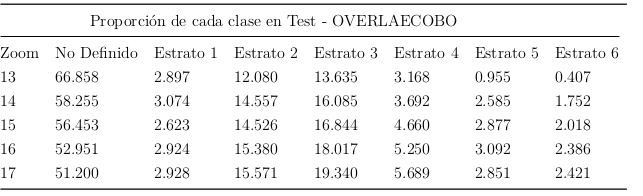 Proporción de cada clase en Test - OVERLAECOBO
Zoom No Definido Estrato 1 Estrato 2 Estrato 3 Estrato 4 Estrato 5 Estrato 6
13 66.858 2.897 12.080 13.635 3.168 0.955 0.407
14 58.255 3.074 14.557 16.085 3.692 2.585 1.752
15 56.453 2.623 14.526 16.844 4.660 2.877 2.018
16 52.951 2.924 15.380 18.017 5.250 3.092 2.386
17 51.200 2.928 15.571 19.340 5.689 2.851 2.421